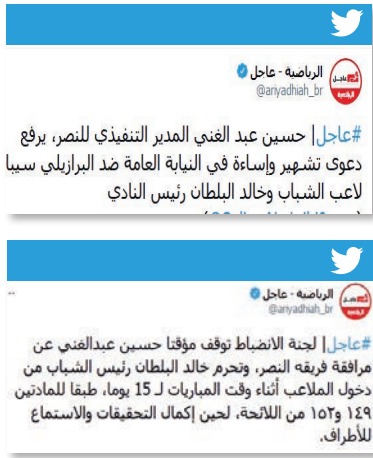 الرياضية - عاجل
@ariyadhiah_br
#عاجل| حسين عبد الغني المدير التنفيذي للنصر، يرفع
دعوى تشهير وإساءة في النيابة العامة ضد البرازيلي سيبا
لاعب الشباب وخالد البلطان رئيس النادي
الرياضية - عاجل
@ariyadhiah_br
#عاجل| لجنة الانضباط توقف مؤقتا حسين عبدالغني عن
مرافقة فريقه النصر، وتحرم خالد البلطان رئيس الشباب من
دخول الملاعب أثناء وقت المباريات لـ 15 يوما، طبقا للمادتين
١٤٩ و١٥٢ من اللائحة، لحين إكمال التحقيقات والاستماع
للأطراف.